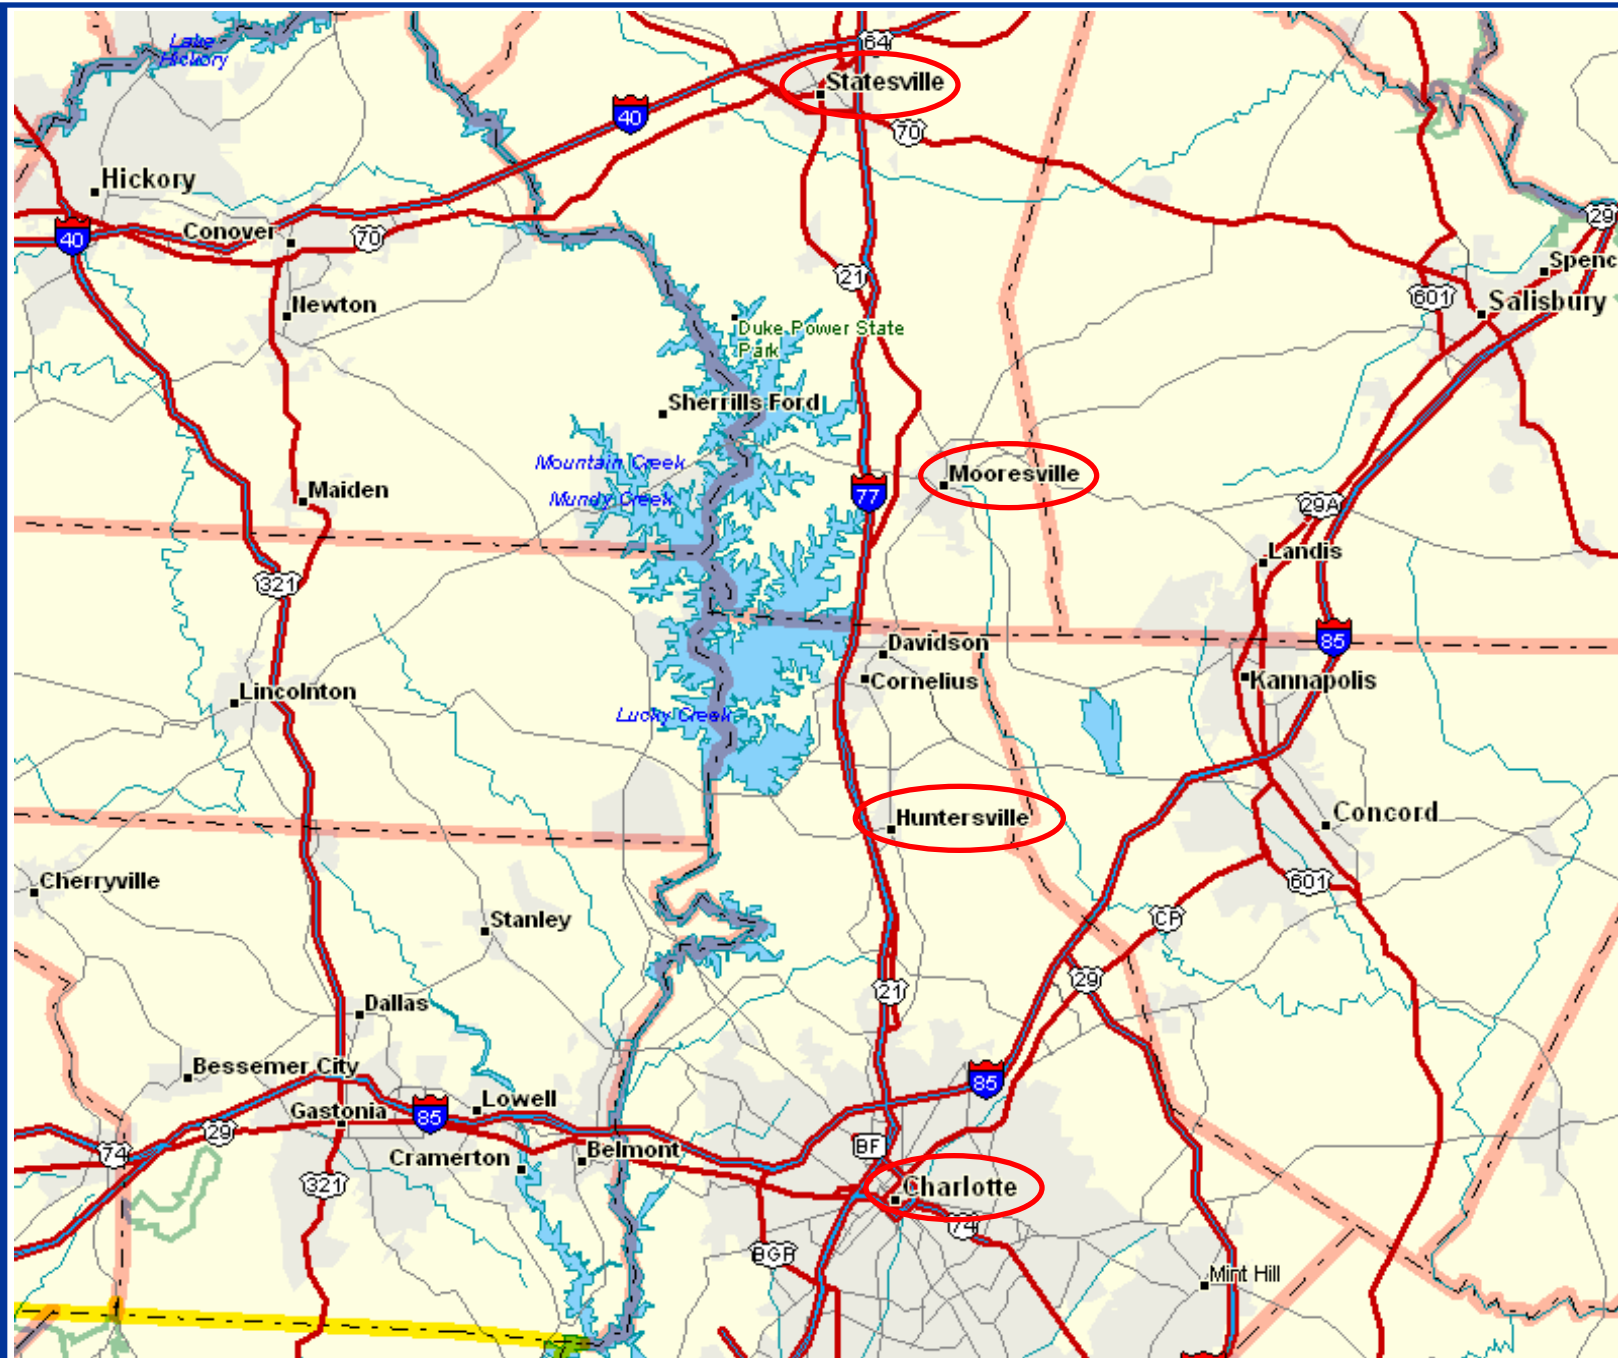 Lake
Hickory
64
Statesville
40
70
Hickory
29
40
Conover
70
Spenc
21
601
Salisbury
Newton
Duke Power State
Park
Sherrills Ford
Mountain Creek
Mooresville
Maiden
Mundy Creek
77
29A
Landis
321
85
Davidson
Kannapolis
Cornelius
Lincolnton
Lucky Creek
Huntersville
Concord
Cherryville
601
Stanley
CP
29
21
Dallas
Bessemer City
85
Lowell
Gastonia
85
29
74
BF
Cramerton
Belmont
321
Charlotte
74
BGR
Mint Hill